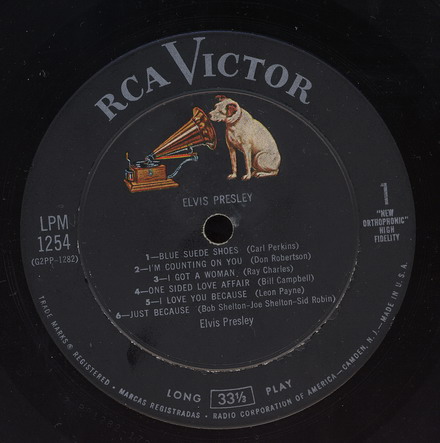 RCA VICTOR
ELVIS PRESLEY
LPM
1254
(G2PP-1282)
1
"NEW
ORTHOPHONIC"
HIGH
FIDELITY
1—BLUE SUEDE SHOES (Carl Perkins)
2—I'M COUNTING ON YOU (Don Robertson)
3—I GOT A WOMAN (Ray Charles)
4—ONE SIDED LOVE AFFAIR (Bill Campbell)
5—I LOVE YOU BECAUSE (Leon Payne)
6—JUST BECAUSE (Bob Shelton-Joe Shelton-Sid Robin)
Elvis Presley
LONG 33⅓ PLAY
TRADE MARKS ® REGISTERED - MARCAS REGISTRADAS - RADIO CORPORATION OF AMERICA—CAMDEN, N.J.—MADE IN U.S.A.